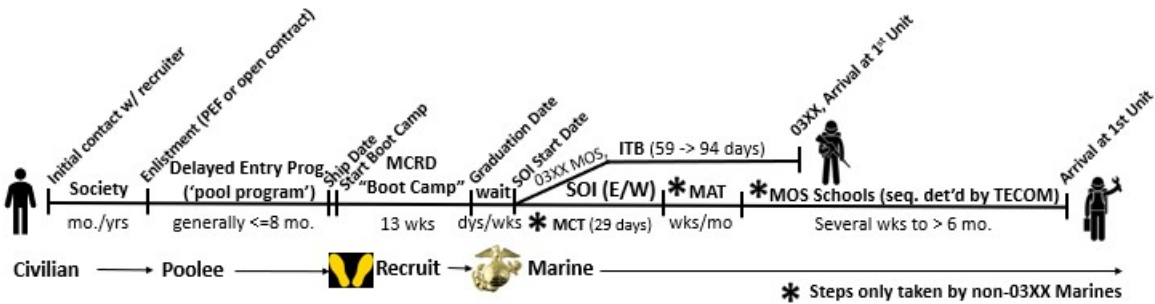 Initial contact w/ recruiter
Enlistment (PEF or open contract)
Ship Date
Start Boot Camp
Graduation Date
SOI Start Date
03XX MOS,
03XX, Arrival at 1st Unit
Arrival at 1st Unit
Society
mo./yrs
Delayed Entry Prog.
('pool program')
generally <=8 mo.
MCRD
"Boot Camp"
13 wks
wait
dys/wks
ITB (59 -> 94 days)
SOI (E/W)
* MCT (29 days)
* MAT
wks/mo
* MOS Schools (seq. det'd by TECOM)
Several wks to > 6 mo.
Civilian
Poolee
Recruit
Marine
* Steps only taken by non-03XX Marines